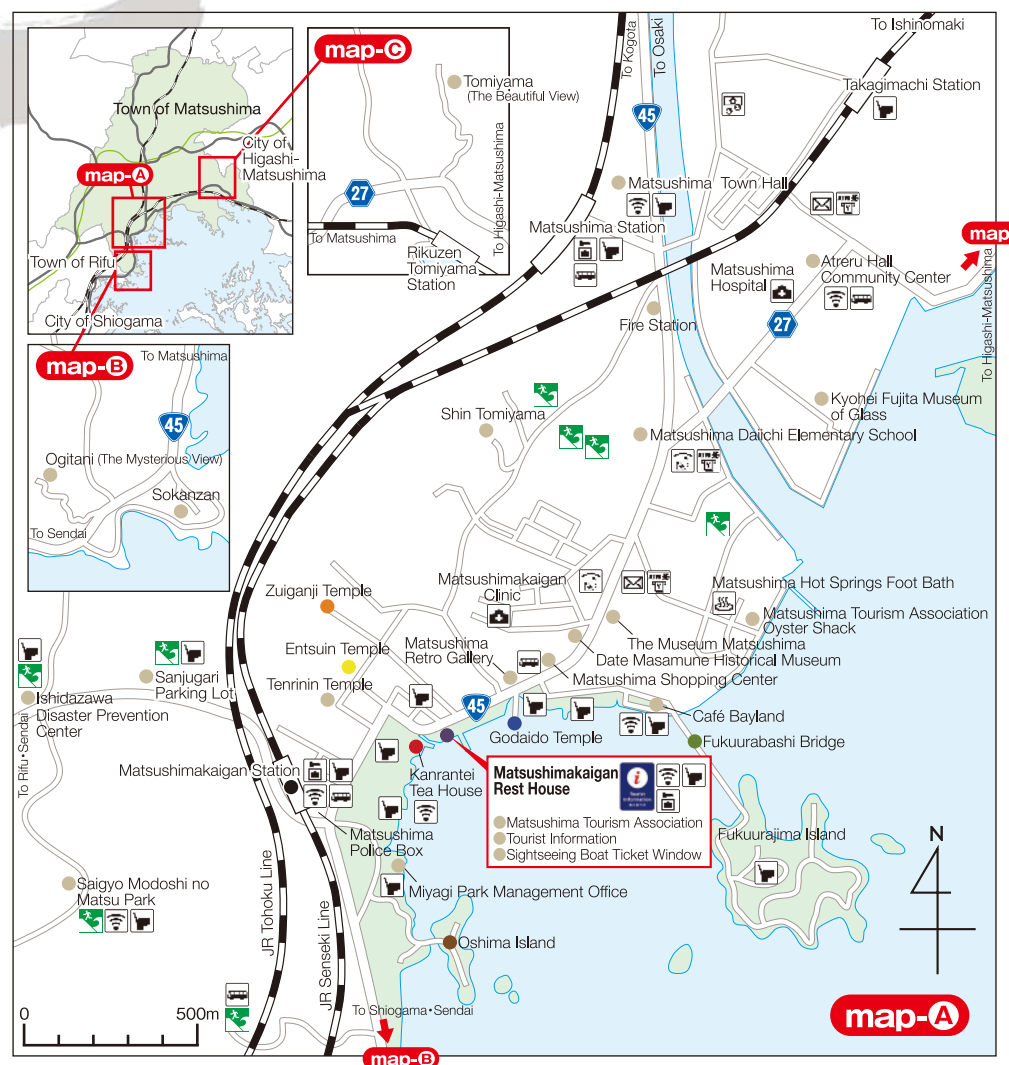 map-C
Tomiyama
(The Beautiful View)
Town of Matsushima
City of
Higashi-
Matsushima
map-A
Town of Rifu
City of Shiogama
map-B
27
To Matsushima
Rikuzen
Tomiyama
Station
To Higashi-Matsushima
To Matsushima
45
Ogitani (The Mysterious View)
Sokanzan
To Sendai
To Kogota
To Osaki
45
To Ishinomaki
Takagimachi Station
Matsushima
Town Hall
Matsushima Station
Matsushima
Hospital
Atreru Hall
Community Center
map
To Higashi-Matsushima
27
Fire Station
Kyohei Fujita Museum
of Glass
Shin Tomiyama
Matsushima Daiichi Elementary School
Matsushimakaigan
Clinic
Matsushima Hot Springs Foot Bath
Zuiganji Temple
Matsushima Tourism Association
Oyster Shack
The Museum Matsushima
Entsuin Temple
Matsushima
Retro Gallery
Date Masamune Historical Museum
Matsushima Shopping Center
Tenrinin Temple
Sanjugari
Parking Lot
Ishidazawa
Disaster Prevention
Center
To Rifu・Sendai
45
Café Bayland
Godaido Temple
Fukuurabashi Bridge
Matsushimakaigan Station
Kanrantei
Tea House
Matsushimakaigan
Rest House
i
Tourist
Information
Matsushima Tourism Association
Tourist Information
Sightseeing Boat Ticket Window
Matsushima
Police Box
Fukuurajima Island
Miyagi Park Management Office
Saigyo Modoshi no
Matsu Park
JR Tohoku Line
JR Senseki Line
Oshima Island
N
0 500m
To Shiogama・Sendai
map-B
map-A